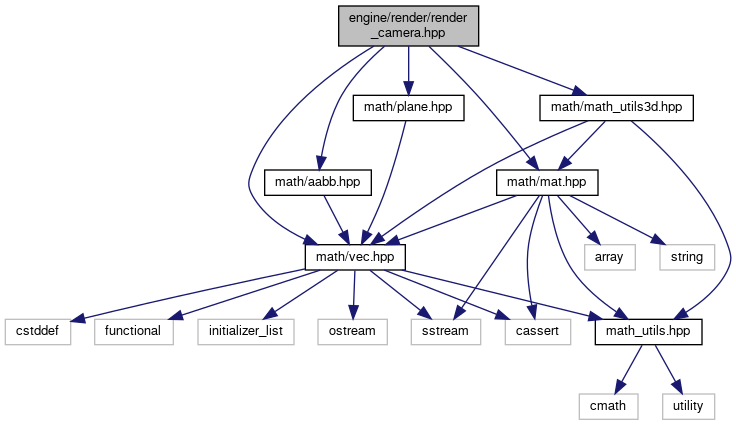 engine/render/render
_camera.hpp
math/plane.hpp
math/math_utils3d.hpp
math/aabb.hpp
math/mat.hpp
math/vec.hpp
array
string
cstddef
functional
initializer_list
ostream
sstream
cassert
math_utils.hpp
cmath
utility